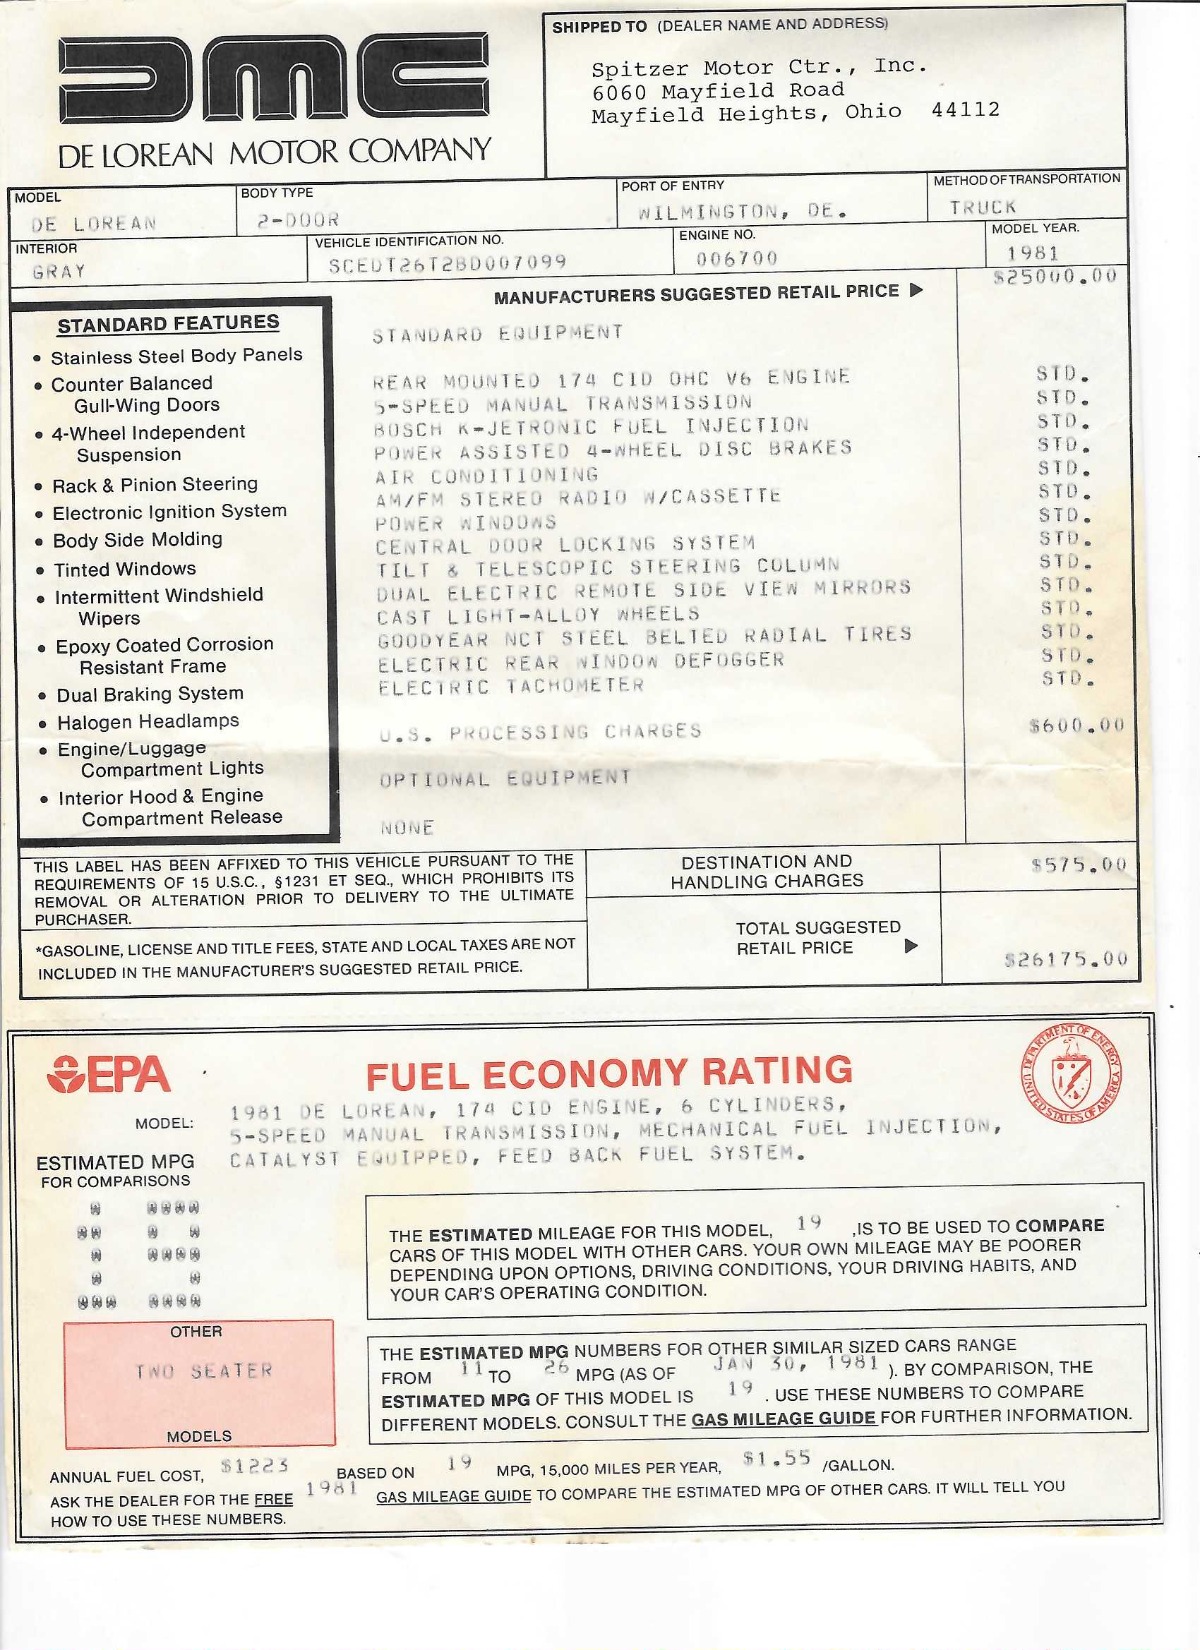 DMC
DE LOREAN MOTOR COMPANY
SHIPPED TO (DEALER NAME AND ADDRESS)
Spitzer Motor Ctr., Inc.
6060 Mayfield Road
Mayfield Heights, Ohio 44112
MODEL
DE LOREAN
BODY TYPE
2-DOOR
PORT OF ENTRY
WILMINGTON, DE.
METHOD OF TRANSPORTATION
TRUCK
INTERIOR
GRAY
VEHICLE IDENTIFICATION NO.
SCEDT26T2BD007099
ENGINE NO.
006700
MODEL YEAR.
1981
MANUFACTURERS SUGGESTED RETAIL PRICE ▶ $25000.00
STANDARD FEATURES
• Stainless Steel Body Panels
• Counter Balanced
Gull-Wing Doors
• 4-Wheel Independent
Suspension
• Rack & Pinion Steering
• Electronic Ignition System
• Body Side Molding
• Tinted Windows
• Intermittent Windshield
Wipers
• Epoxy Coated Corrosion
Resistant Frame
• Dual Braking System
• Halogen Headlamps
• Engine/Luggage
Compartment Lights
• Interior Hood & Engine
Compartment Release
STANDARD EQUIPMENT
REAR MOUNTED 174 CID OHC V6 ENGINE STD.
5-SPEED MANUAL TRANSMISSION STD.
BOSCH K-JETRONIC FUEL INJECTION STD.
POWER ASSISTED 4-WHEEL DISC BRAKES STD.
AIR CONDITIONING STD.
AM/FM STEREO RADIO W/CASSETTE STD.
POWER WINDOWS STD.
CENTRAL DOOR LOCKING SYSTEM STD.
TILT & TELESCOPIC STEERING COLUMN STD.
DUAL ELECTRIC REMOTE SIDE VIEW MIRRORS STD.
CAST LIGHT-ALLOY WHEELS STD.
GOODYEAR NCT STEEL BELTED RADIAL TIRES STD.
ELECTRIC REAR WINDOW DEFOGGER STD.
ELECTRIC TACHOMETER STD.
U.S. PROCESSING CHARGES $600.00
OPTIONAL EQUIPMENT
NONE
THIS LABEL HAS BEEN AFFIXED TO THIS VEHICLE PURSUANT TO THE
REQUIREMENTS OF 15 U.S.C., §1231 ET SEQ., WHICH PROHIBITS ITS
REMOVAL OR ALTERATION PRIOR TO DELIVERY TO THE ULTIMATE
PURCHASER.
*GASOLINE, LICENSE AND TITLE FEES, STATE AND LOCAL TAXES ARE NOT
INCLUDED IN THE MANUFACTURER'S SUGGESTED RETAIL PRICE.
DESTINATION AND
HANDLING CHARGES
$575.00
TOTAL SUGGESTED
RETAIL PRICE ▶
$26175.00
EPA
FUEL ECONOMY RATING
UNITED STATES OF AMERICA DEPARTMENT OF ENERGY
MODEL:
1981 DE LOREAN, 174 CID ENGINE, 6 CYLINDERS,
5-SPEED MANUAL TRANSMISSION, MECHANICAL FUEL INJECTION,
CATALYST EQUIPPED, FEED BACK FUEL SYSTEM.
ESTIMATED MPG
FOR COMPARISONS
19
THE ESTIMATED MILEAGE FOR THIS MODEL, 19 ,IS TO BE USED TO COMPARE
CARS OF THIS MODEL WITH OTHER CARS. YOUR OWN MILEAGE MAY BE POORER
DEPENDING UPON OPTIONS, DRIVING CONDITIONS, YOUR DRIVING HABITS, AND
YOUR CAR'S OPERATING CONDITION.
OTHER
TWO SEATER
MODELS
THE ESTIMATED MPG NUMBERS FOR OTHER SIMILAR SIZED CARS RANGE
FROM 11 TO 26 MPG (AS OF JAN 30, 1981 ). BY COMPARISON, THE
ESTIMATED MPG OF THIS MODEL IS 19 . USE THESE NUMBERS TO COMPARE
DIFFERENT MODELS. CONSULT THE GAS MILEAGE GUIDE FOR FURTHER INFORMATION.
ANNUAL FUEL COST, $1223 BASED ON 19 MPG, 15,000 MILES PER YEAR, $1.55 /GALLON.
ASK THE DEALER FOR THE FREE 1981 GAS MILEAGE GUIDE TO COMPARE THE ESTIMATED MPG OF OTHER CARS. IT WILL TELL YOU
HOW TO USE THESE NUMBERS.